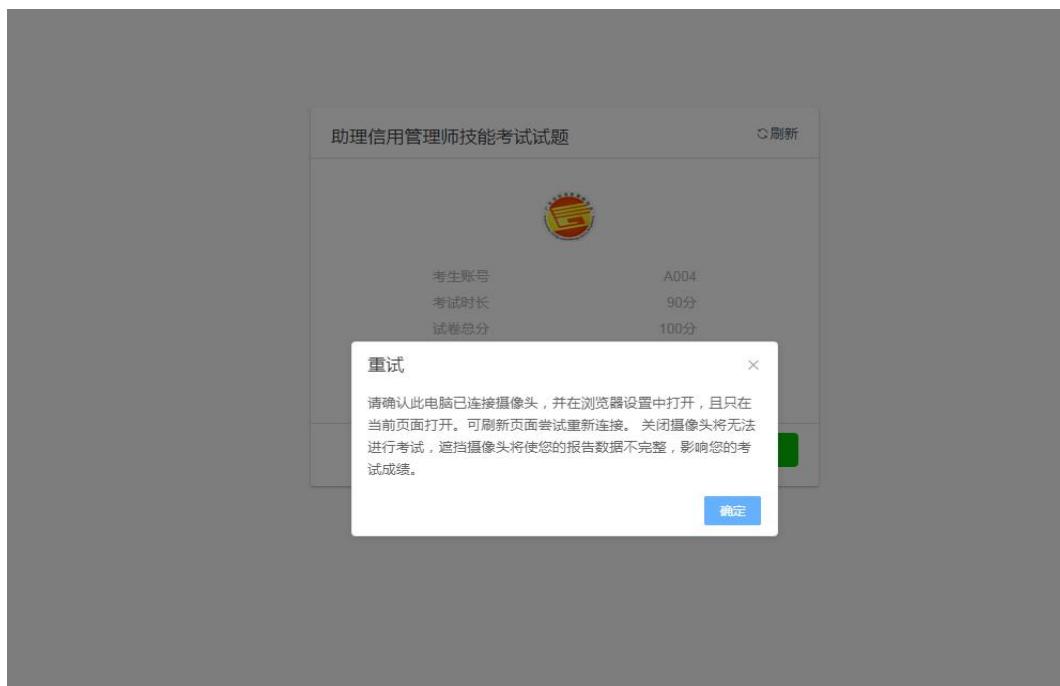 助理信用管理师技能考试试题
刷新
考生账号 A004
考试时长 90分
试卷总分 100分
重试
请确认此电脑已连接摄像头，并在浏览器设置中打开，且只在
当前页面打开。可刷新页面尝试重新连接。 关闭摄像头将无法
进行考试，遮挡摄像头将使您的报告数据不完整，影响您的考
试成绩。
确定